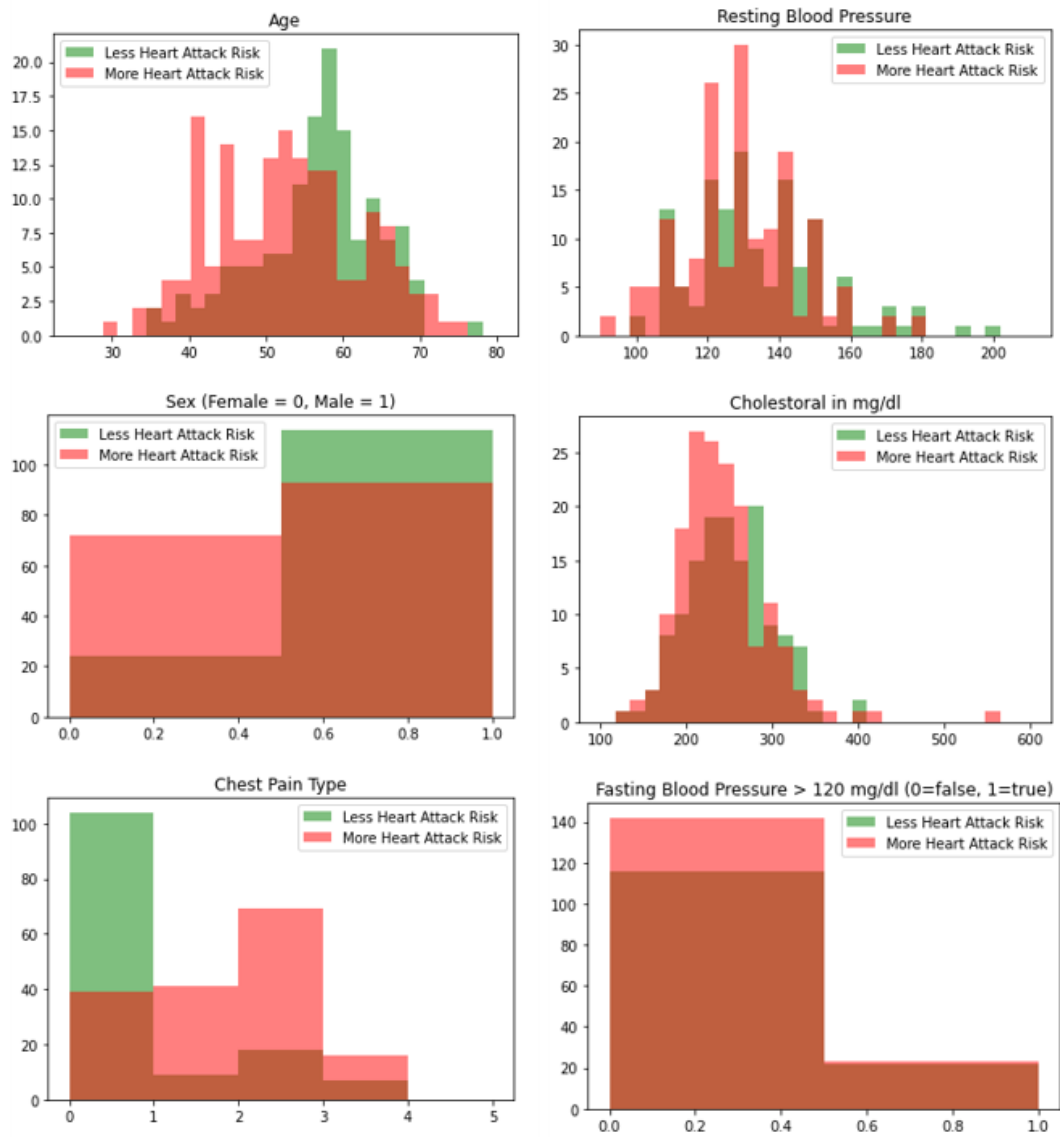 Age
Less Heart Attack Risk
More Heart Attack Risk
20.0
17.5
15.0
12.5
10.0
7.5
5.0
2.5
0.0
30 40 50 60 70 80
Resting Blood Pressure
Less Heart Attack Risk
More Heart Attack Risk
30
25
20
15
10
5
0
100 120 140 160 180 200
Sex (Female = 0, Male = 1)
Less Heart Attack Risk
More Heart Attack Risk
100
80
60
40
20
0
0.0 0.2 0.4 0.6 0.8 1.0
Cholestoral in mg/dl
Less Heart Attack Risk
More Heart Attack Risk
25
20
15
10
5
0
100 200 300 400 500 600
Chest Pain Type
Less Heart Attack Risk
More Heart Attack Risk
100
80
60
40
20
0
0 1 2 3 4 5
Fasting Blood Pressure > 120 mg/dl (0=false, 1=true)
Less Heart Attack Risk
More Heart Attack Risk
140
120
100
80
60
40
20
0
0.0 0.2 0.4 0.6 0.8 1.0